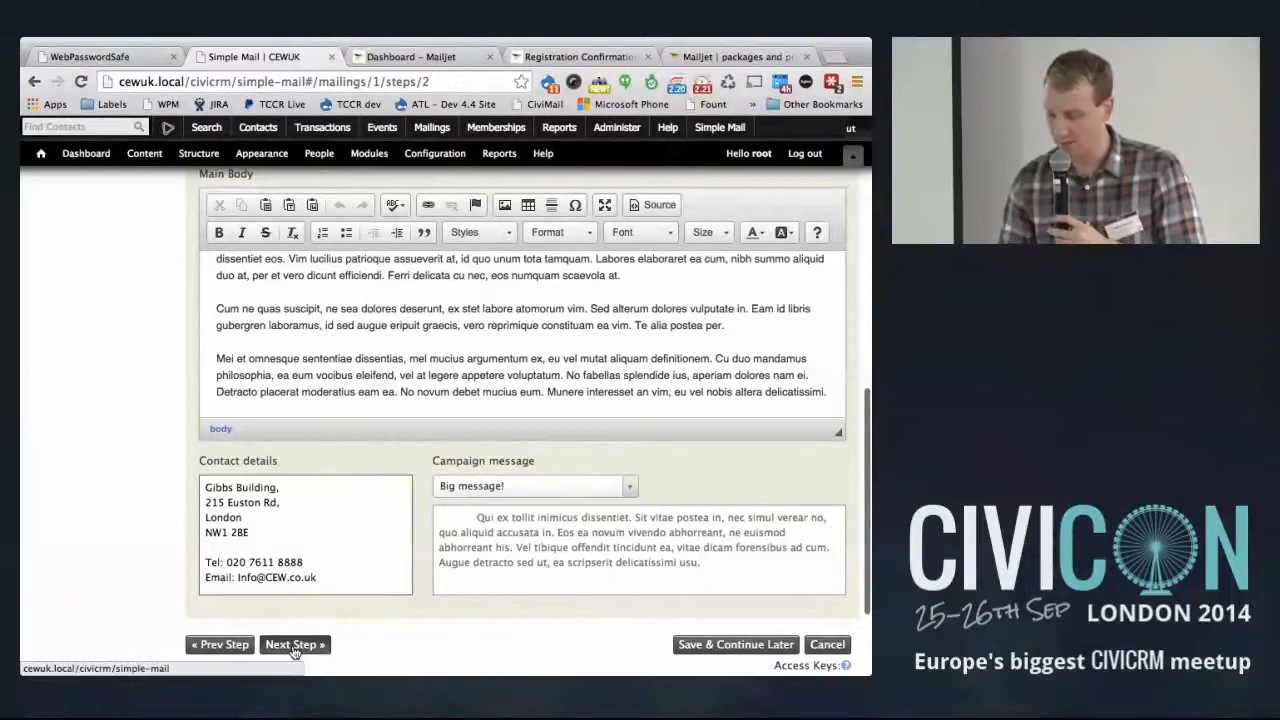 WebPasswordSafe
Simple Mail | CEWUK
Dashboard – Mailjet
Registration Confirmatio
Mailjet | packages and pr
cewuk.local/civicrm/simple-mail#/mailings/1/steps/2
Apps
Labels
WPM
JIRA
TCCR Live
TCCR dev
ATL - Dev 4.4 Site
CiviMail
Microsoft Phone
Fount
»
Other Bookmarks
Find Contacts
Search
Contacts
Transactions
Events
Mailings
Memberships
Reports
Administer
Help
Simple Mail
ut
Dashboard
Content
Structure
Appearance
People
Modules
Configuration
Reports
Help
Hello root
Log out
Main Body
Source
B I S Styles Format Font Size A A ?
dissentiet eos. Vim lucilius patrioque assueverit at, id quo unum tota tamquam. Labores elaboraret ea cum, nibh summo aliquid
duo at, per et vero dicunt efficiendi. Ferri delicata cu nec, eos numquam scaevola at.
Cum ne quas suscipit, ne sea dolores deserunt, ex stet labore atomorum vim. Sed alterum dolores vulputate in. Eam id libris
gubergren laboramus, id sed augue eripuit graecis, vero reprimique constituam ea vim. Te alia postea per.
Mei et omnesque sententiae dissentias, mel mucius argumentum ex, eu vel mutat aliquam definitionem. Cu duo mandamus
philosophia, ea eum vocibus eleifend, vel at legere appetere voluptatum. No fabellas splendide ius, aperiam dolores nam ei.
Detracto placerat moderatius eam ea. No novum debet mucius eum. Munere interesset an vim, eu vel nobis altera delicatissimi.
body
Contact details
Gibbs Building,
215 Euston Rd,
London
NW1 2BE
Tel: 020 7611 8888
Email: Info@CEW.co.uk
Campaign message
Big message!
Qui ex tollit inimicus dissentiet. Sit vitae postea in, nec simul verear no,
quo aliquid accusata in. Eos ea novum vivendo abhorreant, ne euismod
abhorreant his. Vel tibique offendit tincidunt ea, vitae dicam forensibus ad cum.
Augue detracto sed ut, ea scripserit delicatissimi usu.
« Prev Step
Next Step »
Save & Continue Later
Cancel
cewuk.local/civicrm/simple-mail
Access Keys:
CIVICON
25-26TH SEP LONDON 2014
Europe's biggest CIVICRM meetup